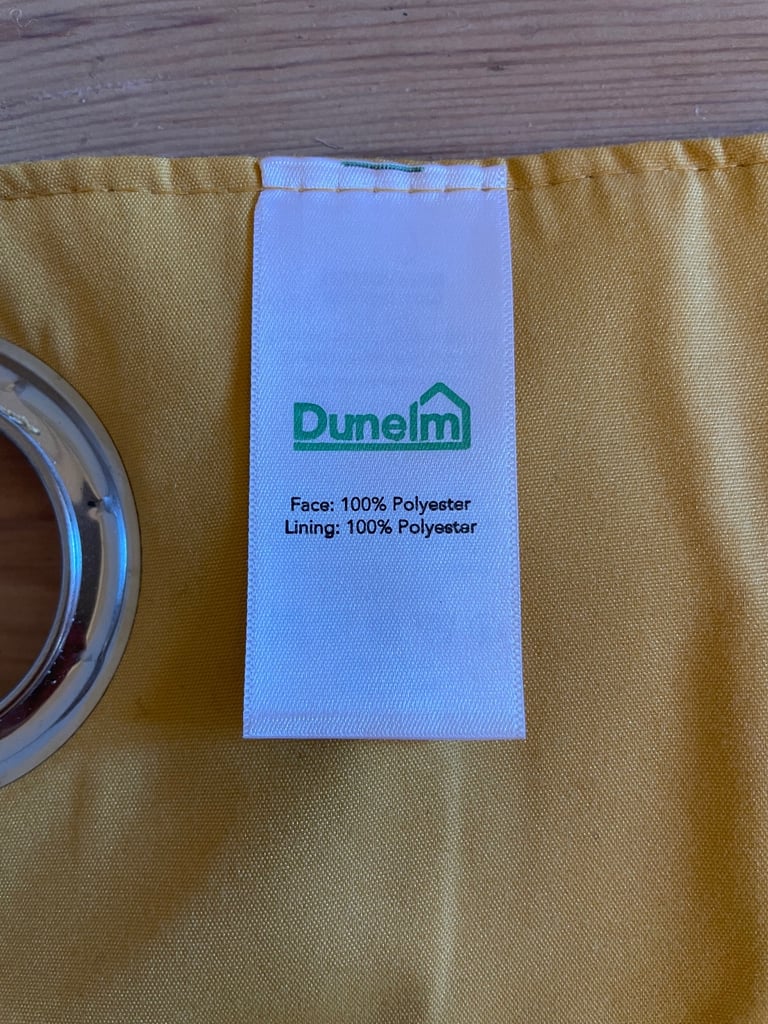 Dunelm
Face: 100% Polyester
Lining: 100% Polyester